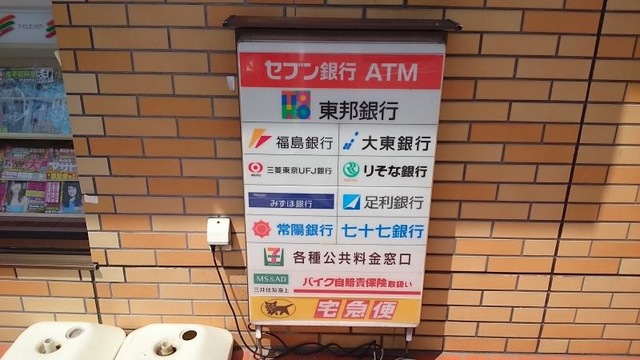 セブン銀行 ATM
東邦銀行
福島銀行 大東銀行
三菱東京UFJ銀行 りそな銀行
みずほ銀行 足利銀行
常陽銀行 七十七銀行
各種公共料金窓口
MS&AD
三井住友海上
バイク自賠責保険取扱い
宅急便